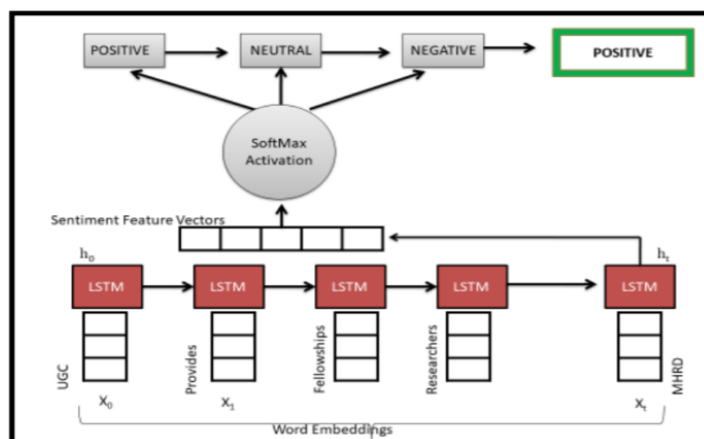 POSITIVE
NEUTRAL
NEGATIVE
POSITIVE
SoftMax
Activation
Sentiment Feature Vectors
h₀
hₜ
LSTM
LSTM
LSTM
LSTM
LSTM
UGC
Provides
Fellowships
Researchers
MHRD
X₀
X₁
Xₜ
Word Embeddings